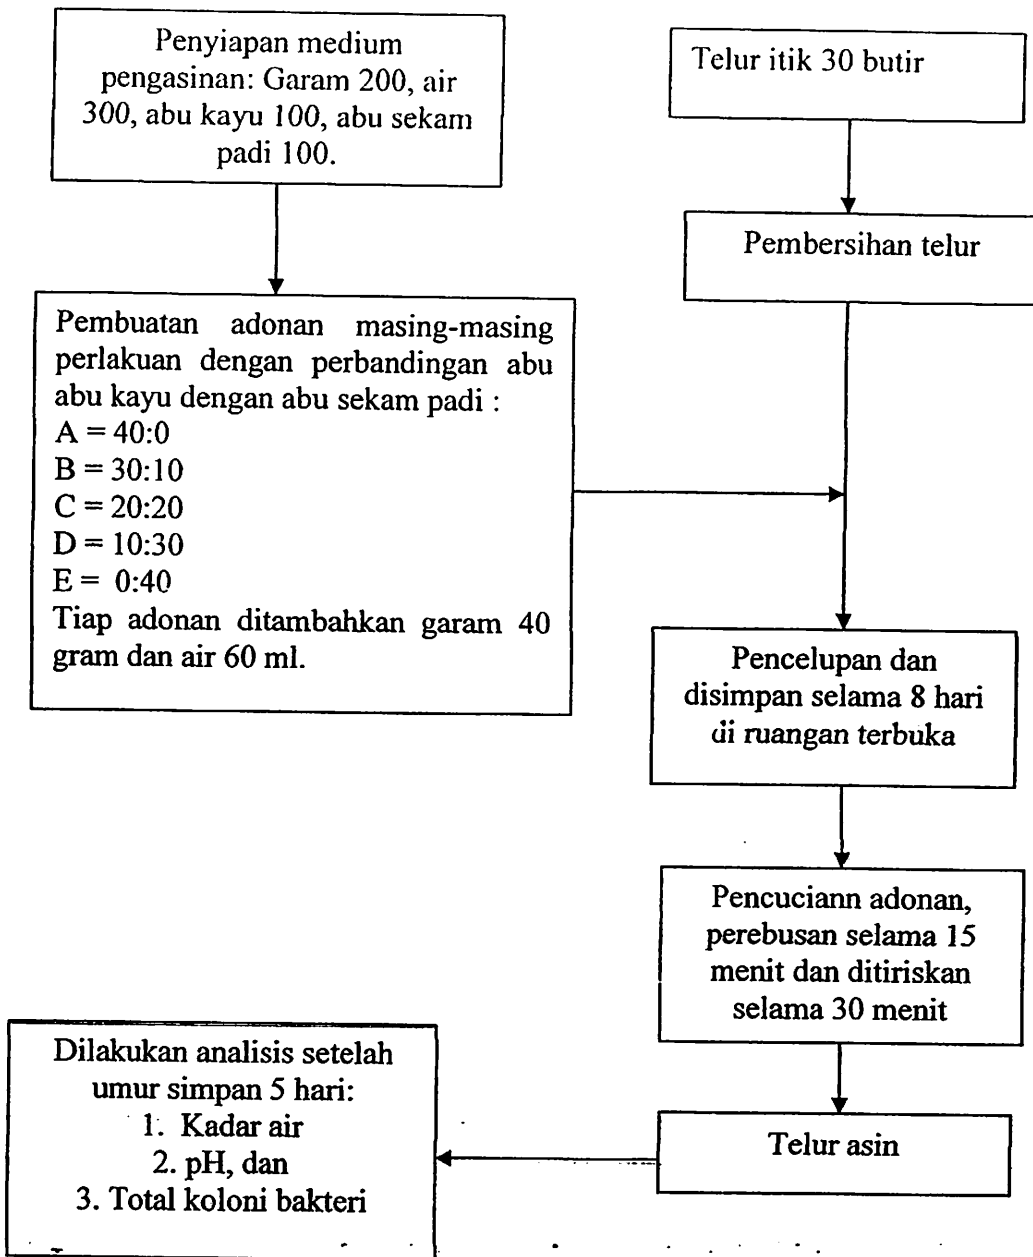 Penyiapan medium
pengasinan: Garam 200, air
300, abu kayu 100, abu sekam
padi 100.
Telur itik 30 butir
Pembersihan telur
Pembuatan adonan masing-masing
perlakuan dengan perbandingan abu
abu kayu dengan abu sekam padi :
A = 40:0
B = 30:10
C = 20:20
D = 10:30
E = 0:40
Tiap adonan ditambahkan garam 40
gram dan air 60 ml.
Pencelupan dan
disimpan selama 8 hari
di ruangan terbuka
Pencuciann adonan,
perebusan selama 15
menit dan ditiriskan
selama 30 menit
Telur asin
Dilakukan analisis setelah
umur simpan 5 hari:
1. Kadar air
2. pH, dan
3. Total koloni bakteri